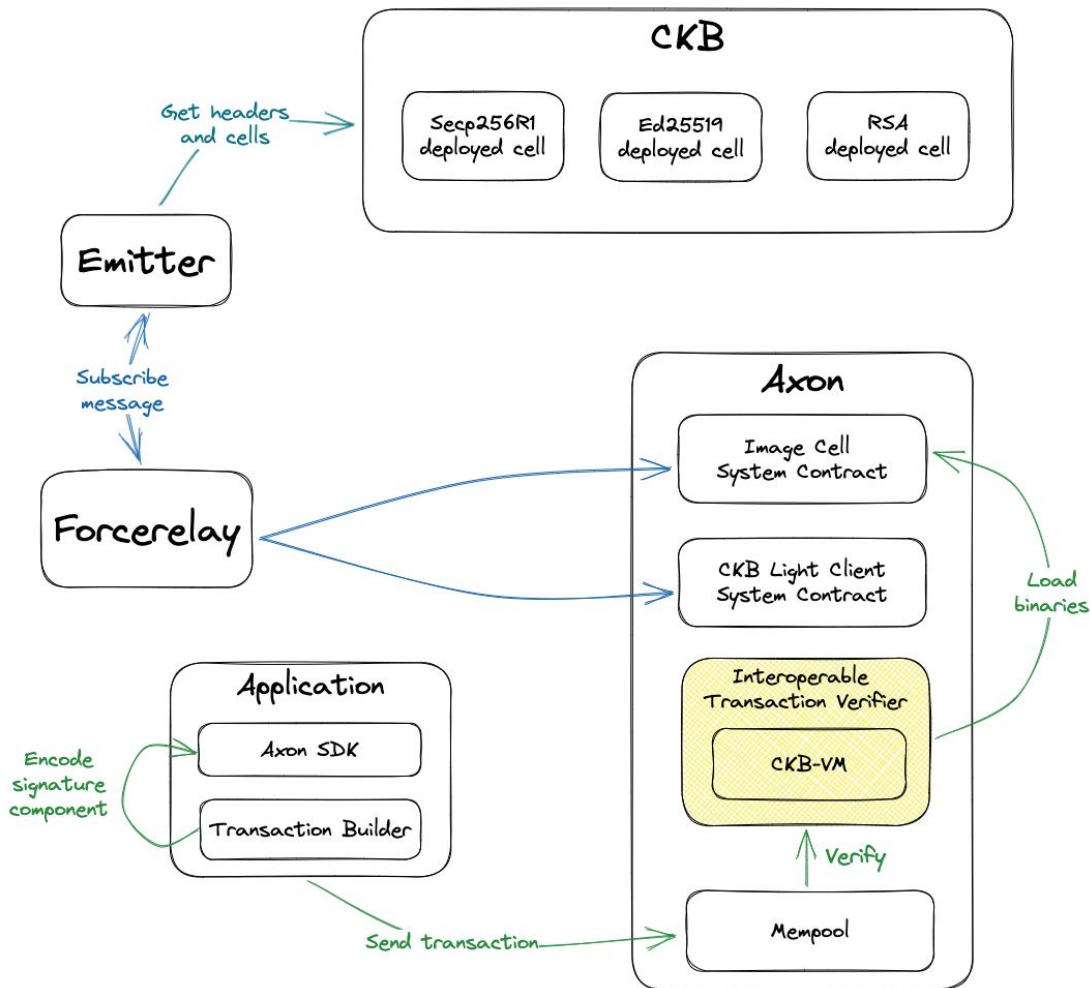 CKB
Get headers
and cells
Secp256R1
deployed cell
Ed25519
deployed cell
RSA
deployed cell
Emitter
Subscribe
message
Forcerelay
Axon
Image Cell
System Contract
CKB Light Client
System Contract
Load
binaries
Interoperable
Transaction Verifier
CKB-VM
Application
Axon SDK
Encode
signature
component
Transaction Builder
Verify
Send transaction
Mempool